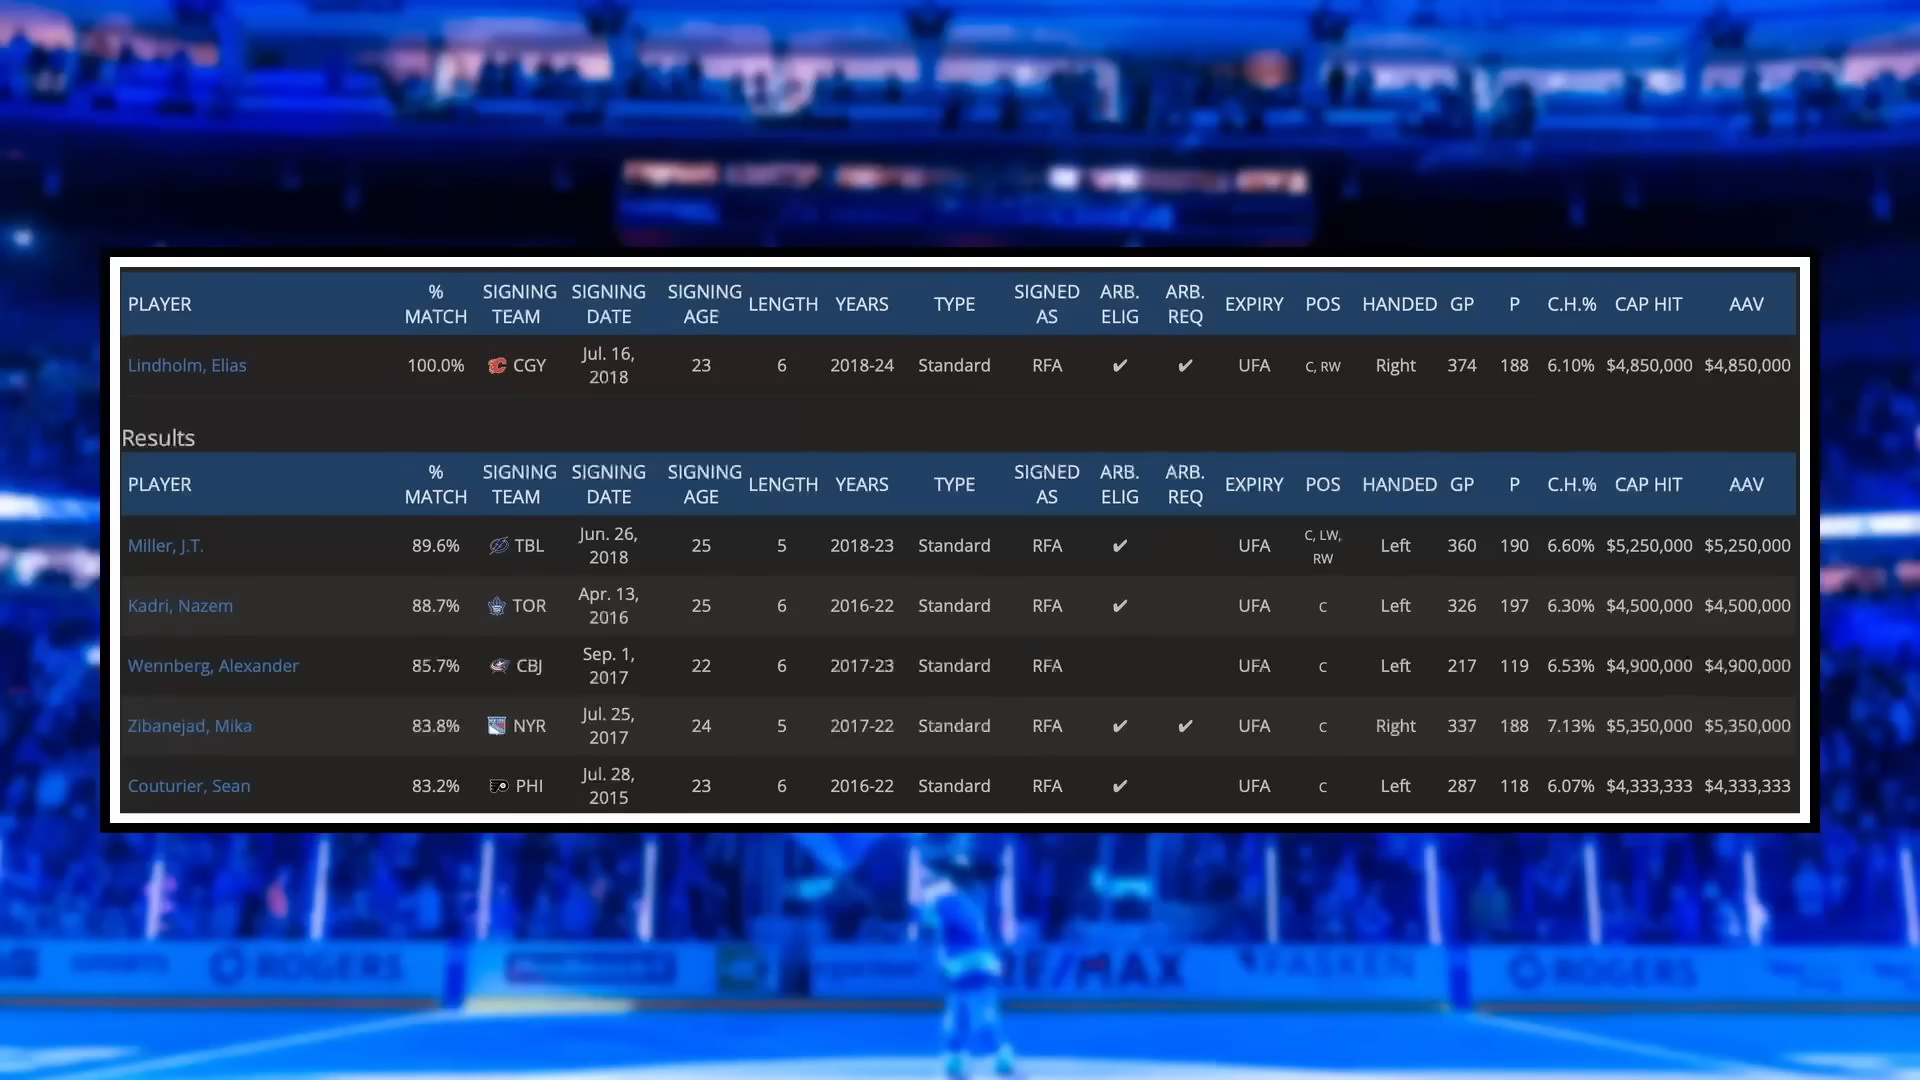 PLAYER % MATCH SIGNING TEAM SIGNING DATE SIGNING AGE LENGTH YEARS TYPE SIGNED AS ARB. ELIG ARB. REQ EXPIRY POS HANDED GP P C.H.% CAP HIT AAV
Lindholm, Elias 100.0% CGY Jul. 16, 2018 23 6 2018-24 Standard RFA ✔ ✔ UFA C, RW Right 374 188 6.10% $4,850,000 $4,850,000
Results
PLAYER % MATCH SIGNING TEAM SIGNING DATE SIGNING AGE LENGTH YEARS TYPE SIGNED AS ARB. ELIG ARB. REQ EXPIRY POS HANDED GP P C.H.% CAP HIT AAV
Miller, J.T. 89.6% TBL Jun. 26, 2018 25 5 2018-23 Standard RFA ✔ UFA C, LW, RW Left 360 190 6.60% $5,250,000 $5,250,000
Kadri, Nazem 88.7% TOR Apr. 13, 2016 25 6 2016-22 Standard RFA ✔ UFA C Left 326 197 6.30% $4,500,000 $4,500,000
Wennberg, Alexander 85.7% CBJ Sep. 1, 2017 22 6 2017-23 Standard RFA UFA C Left 217 119 6.53% $4,900,000 $4,900,000
Zibanejad, Mika 83.8% NYR Jul. 25, 2017 24 5 2017-22 Standard RFA ✔ ✔ UFA C Right 337 188 7.13% $5,350,000 $5,350,000
Couturier, Sean 83.2% PHI Jul. 28, 2015 23 6 2016-22 Standard RFA ✔ UFA C Left 287 118 6.07% $4,333,333 $4,333,333
ROGERS RE/MAX FASKEN ROGERS